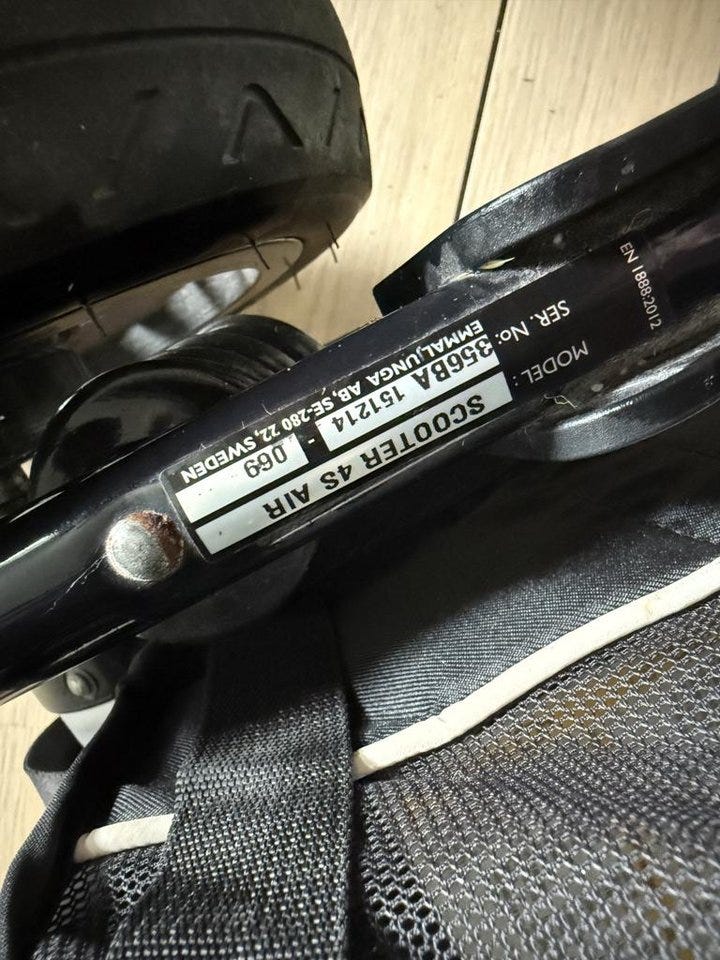 EN 1888:2012
MODEL:
SCOOTER 4S AIR
SER. No:
356BA 151214 - 069
EMMALJUNGA AB,SE-280 22, SWEDEN